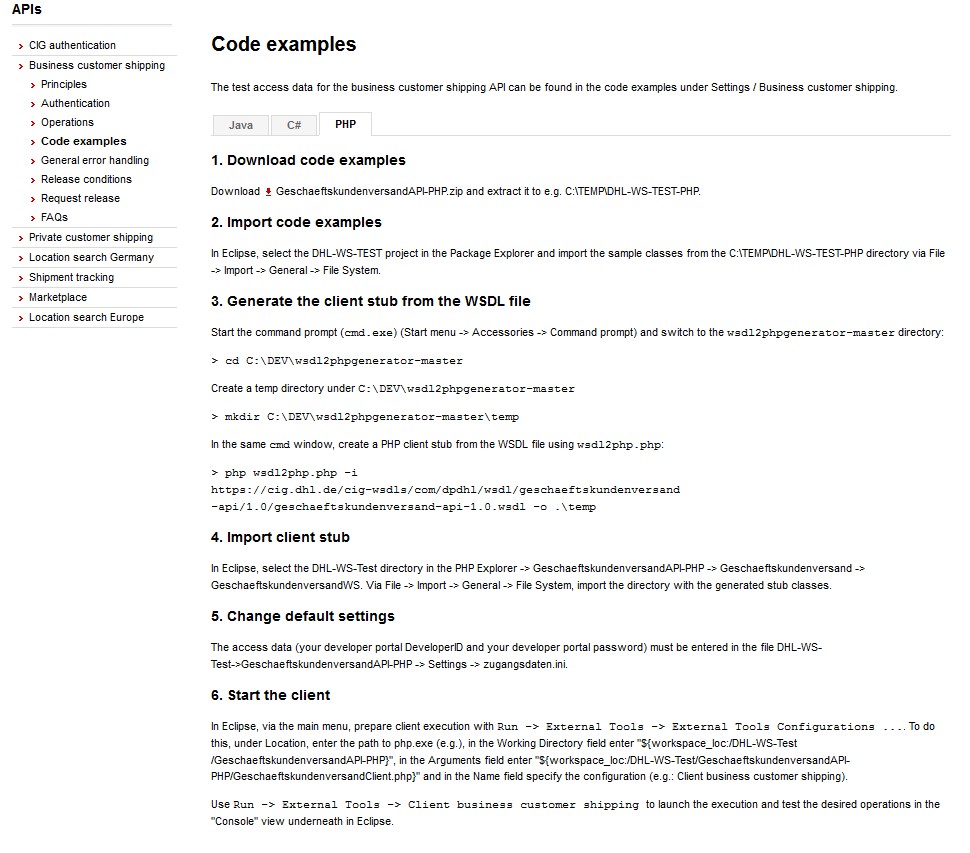 APIs
CIG authentication
Business customer shipping
Principles
Authentication
Operations
Code examples
General error handling
Release conditions
Request release
FAQs
Private customer shipping
Location search Germany
Shipment tracking
Marketplace
Location search Europe
Code examples
The test access data for the business customer shipping API can be found in the code examples under Settings / Business customer shipping.
Java C# PHP
1. Download code examples
Download GeschaeftskundenversandAPI-PHP.zip and extract it to e.g. C:\TEMP\DHL-WS-TEST-PHP.
2. Import code examples
In Eclipse, select the DHL-WS-TEST project in the Package Explorer and import the sample classes from the C:\TEMP\DHL-WS-TEST-PHP directory via File
-> Import -> General -> File System.
3. Generate the client stub from the WSDL file
Start the command prompt (cmd.exe) (Start menu -> Accessories -> Command prompt) and switch to the wsdl2phpgenerator-master directory:
> cd C:\DEV\wsdl2phpgenerator-master
Create a temp directory under C:\DEV\wsdl2phpgenerator-master
> mkdir C:\DEV\wsdl2phpgenerator-master\temp
In the same cmd window, create a PHP client stub from the WSDL file using wsdl2php.php:
> php wsdl2php.php -i
https://cig.dhl.de/cig-wsdls/com/dpdhl/wsdl/geschaeftskundenversand
-api/1.0/geschaeftskundenversand-api-1.0.wsdl -o .\temp
4. Import client stub
In Eclipse, select the DHL-WS-Test directory in the PHP Explorer -> GeschaeftskundenversandAPI-PHP -> Geschaeftskundenversand ->
GeschaeftskundenversandWS. Via File -> Import -> General -> File System, import the directory with the generated stub classes.
5. Change default settings
The access data (your developer portal DeveloperID and your developer portal password) must be entered in the file DHL-WS-
Test->GeschaeftskundenversandAPI-PHP -> Settings -> zugangsdaten.ini.
6. Start the client
In Eclipse, via the main menu, prepare client execution with Run -> External Tools -> External Tools Configurations .... To do
this, under Location, enter the path to php.exe (e.g.), in the Working Directory field enter "${workspace_loc:/DHL-WS-Test
/GeschaeftskundenversandAPI-PHP}", in the Arguments field enter "${workspace_loc:/DHL-WS-Test/GeschaeftskundenversandAPI-
PHP/GeschaeftskundenversandClient.php}" and in the Name field specify the configuration (e.g.: Client business customer shipping).
Use Run -> External Tools -> Client business customer shipping to launch the execution and test the desired operations in the
"Console" view underneath in Eclipse.